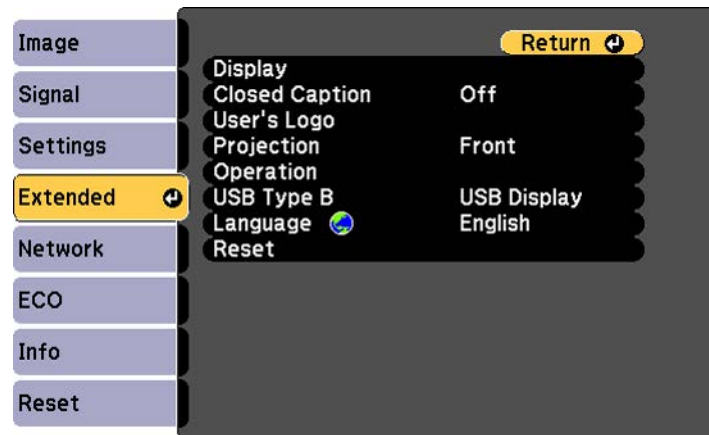 Image
Signal
Settings
Extended
Network
ECO
Info
Reset
Return
Display
Closed Caption Off
User's Logo
Projection Front
Operation
USB Type B USB Display
Language English
Reset